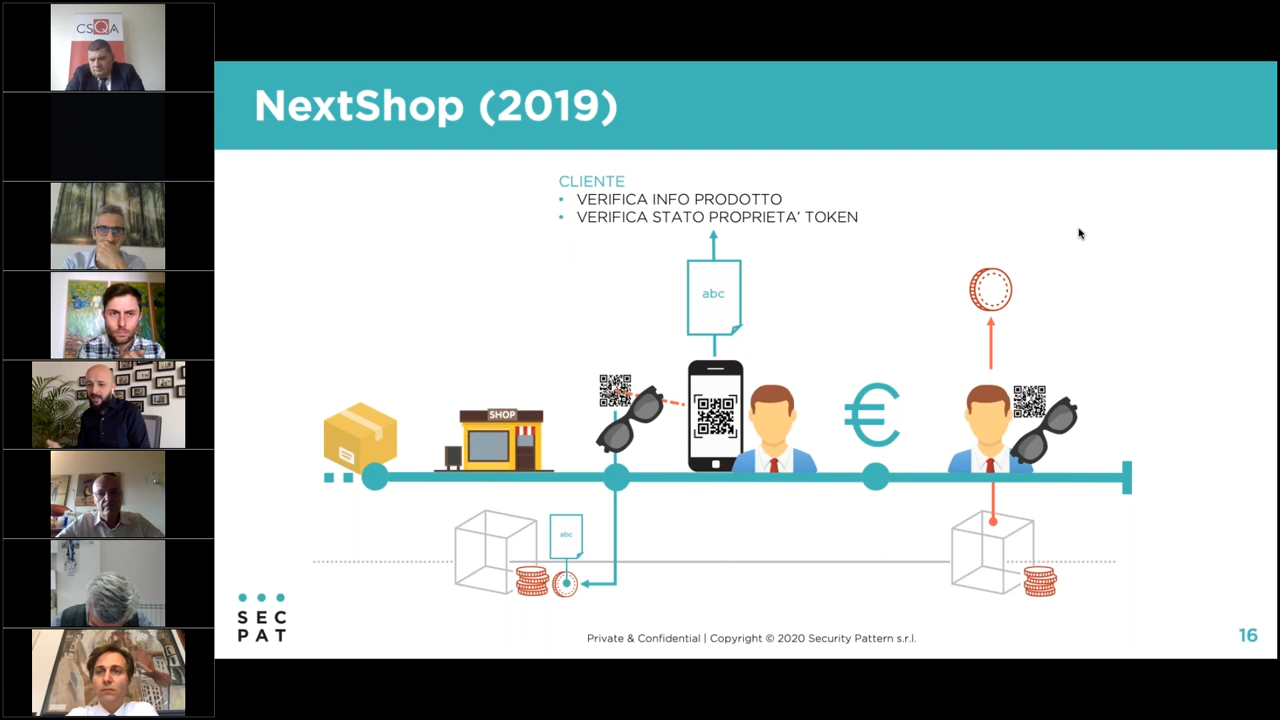 CSQA
NextShop (2019)
CLIENTE
• VERIFICA INFO PRODOTTO
• VERIFICA STATO PROPRIETA’ TOKEN
abc
SHOP
€
abc
SEC
PAT
Private & Confidential | Copyright © 2020 Security Pattern s.r.l.
16